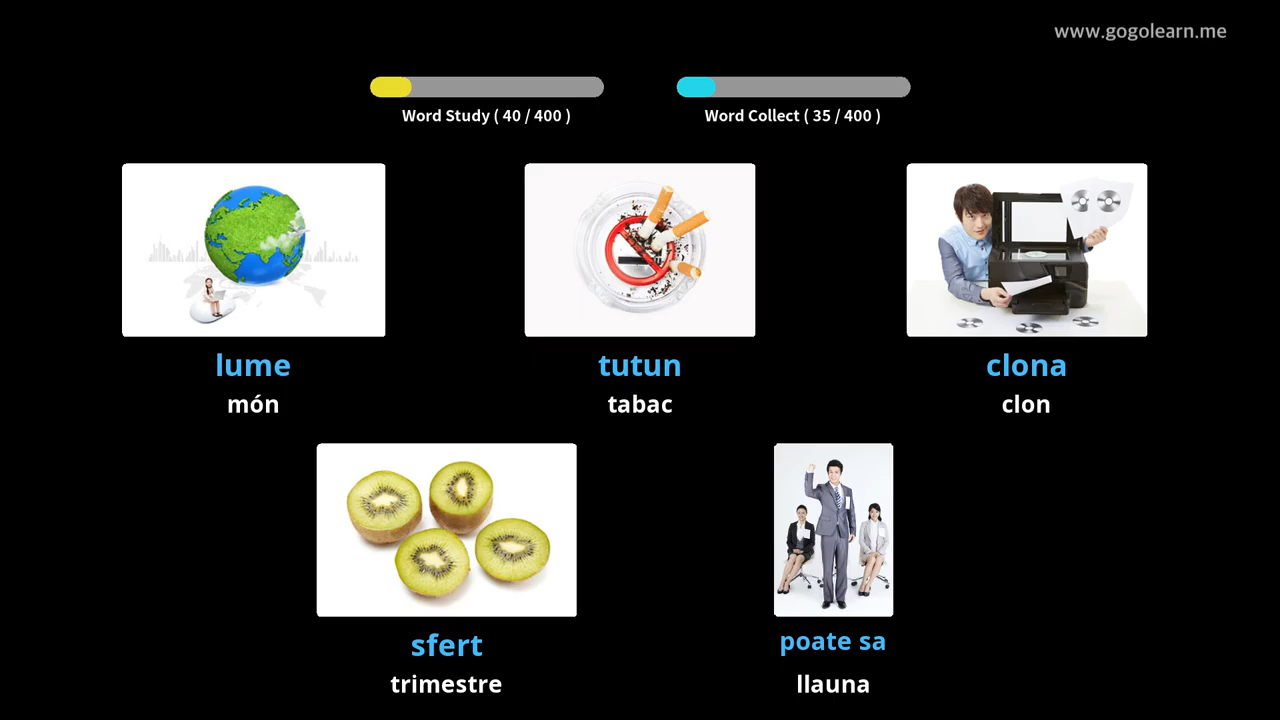 www.gogolearn.me
Word Study ( 40 / 400 )
Word Collect ( 35 / 400 )
lume
món
tutun
tabac
clona
clon
sfert
trimestre
poate sa
llauna